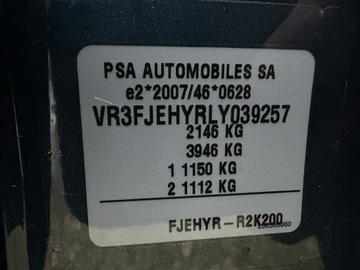 PSA AUTOMOBILES SA
e2*2007/46*0628
VR3FJEHYRLY039257
2146 KG
3946 KG
1 1150 KG
2 1112 KG
FJEHYR-R2K200